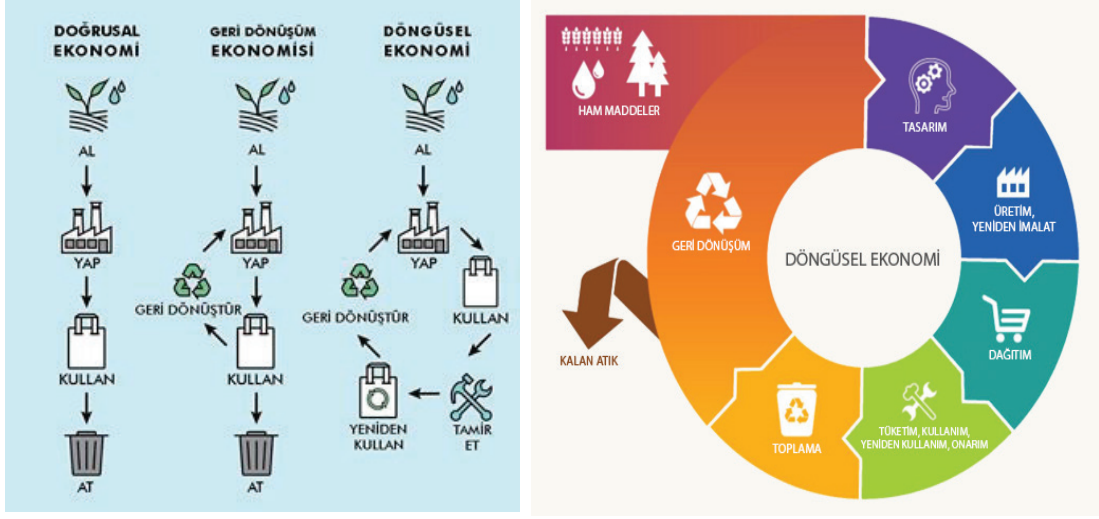 DOĞRUSAL
EKONOMİ
AL
YAP
KULLAN
AT
GERİ DÖNÜŞÜM
EKONOMİSİ
AL
YAP
GERİ DÖNÜŞTÜR
KULLAN
AT
DÖNGÜSEL
EKONOMİ
AL
YAP
KULLAN
GERİ DÖNÜŞTÜR
YENİDEN
KULLAN
TAMİR
ET
HAM MADDELER
TASARIM
ÜRETİM,
YENİDEN İMALAT
DAĞITIM
TÜKETİM, KULLANIM,
YENİDEN KULLANIM, ONARIM
TOPLAMA
GERİ DÖNÜŞÜM
KALAN ATIK
DÖNGÜSEL EKONOMİ